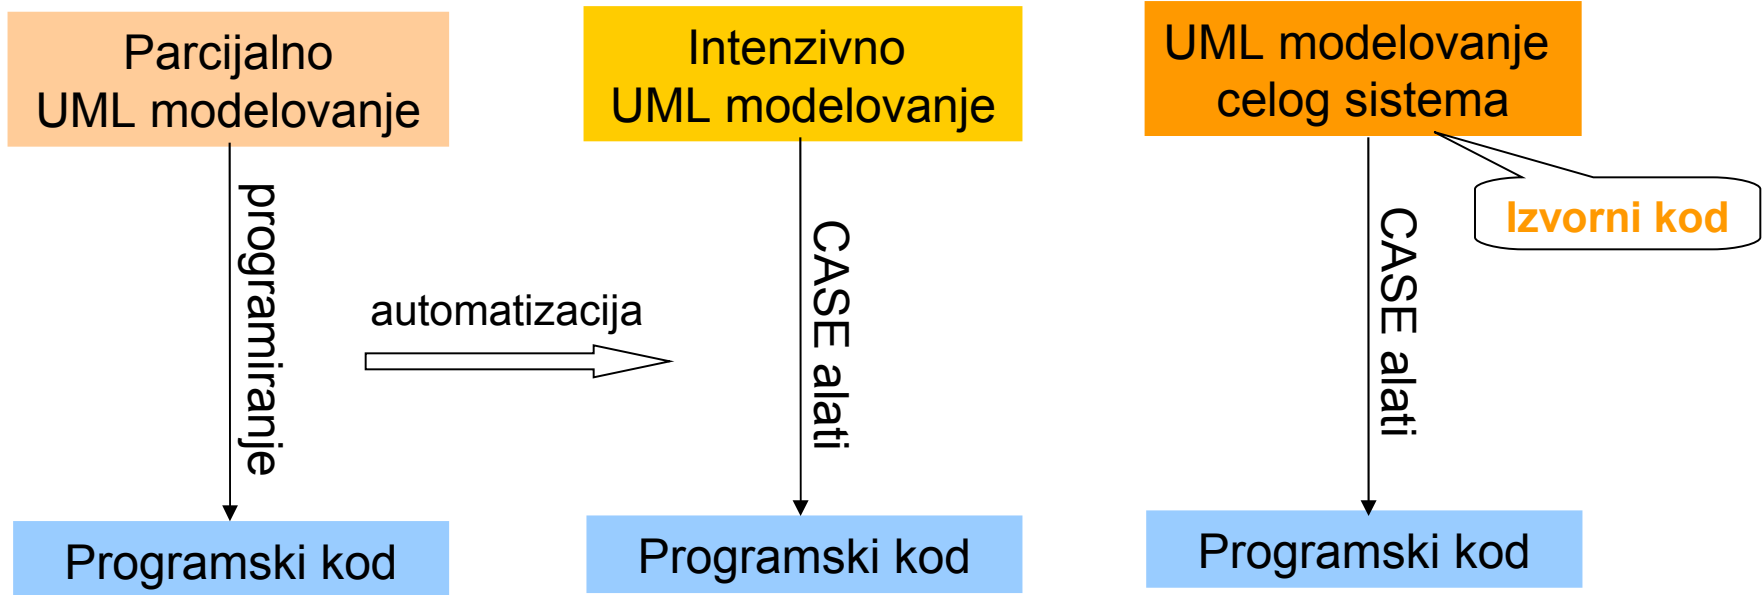 Parcijalno
UML modelovanje
programiranje
Programski kod
automatizacija
Intenzivno
UML modelovanje
CASE alati
Programski kod
UML modelovanje
celog sistema
Izvorni kod
CASE alati
Programski kod